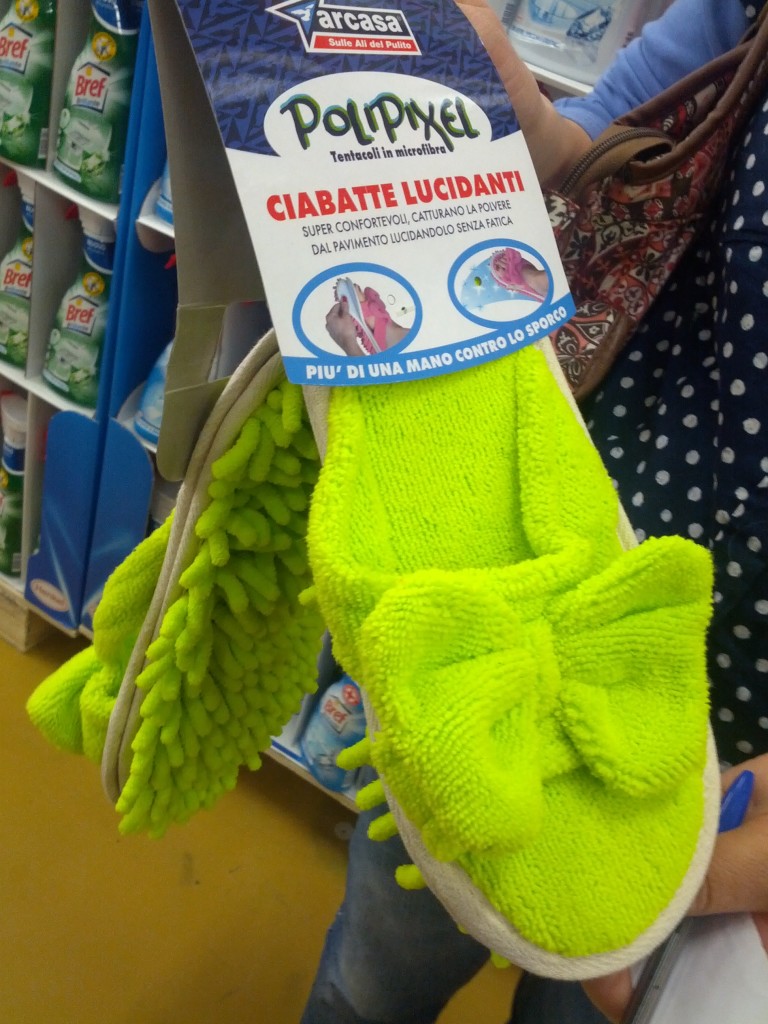 arcasa
Sulle Ali del Pulito
POLIPIXEL
Tentacoli in microfibra
CIABATTE LUCIDANTI
SUPER CONFORTEVOLI, CATTURANO LA POLVERE
DAL PAVIMENTO LUCIDANDOLO SENZA FATICA
PIU' DI UNA MANO CONTRO LO SPORCO
Bref
Bref
Bref
Bref
Bref